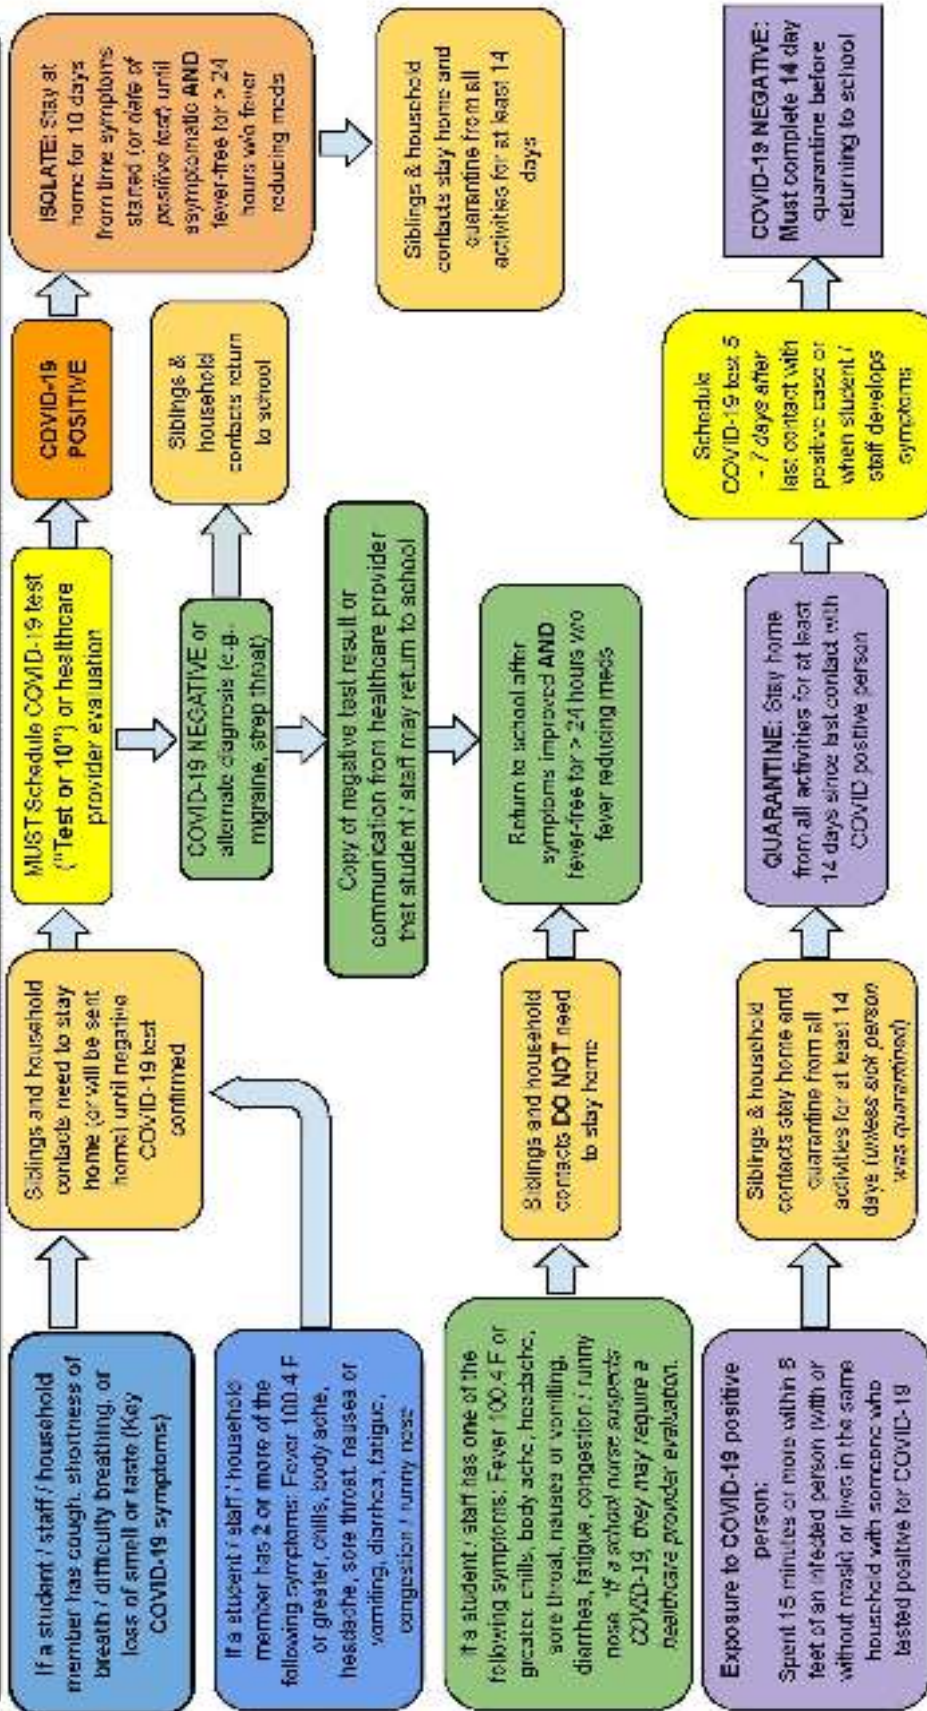 If a student / staff / household
member has cough, shortness of
breath / difficulty breathing, or
loss of smell or taste (Key
COVID-19 symptoms)
Siblings and household
contacts need to stay
home (or will be sent
home) until negative
COVID-19 test
confirmed
MUST Schedule COVID-19 test
("Test or 10") or healthcare
provider evaluation
COVID-19
POSITIVE
ISOLATE: Stay at
home for 10 days
from time symptoms
started (or date of
positive test) until
asymptomatic AND
fever-free for > 24
hours w/o fever
reducing meds
If a student / staff / household
member has 2 or more of the
following symptoms: Fever 100.4 F
or greater, chills, body ache,
headache, sore throat, nausea or
vomiting, diarrhea, fatigue,
congestion / runny nose
COVID-19 NEGATIVE or
alternate diagnosis (e.g.,
migraine, strep throat)
Siblings &
household
contacts return
to school
Siblings & household
contacts stay home and
quarantine from all
activities for at least 14
days
Copy of negative test result or
communication from healthcare provider
that student / staff may return to school
If a student / staff has one of the
following symptoms: Fever 100.4 F or
greater, chills, body ache, headache,
sore throat, nausea or vomiting,
diarrhea, fatigue, congestion / runny
nose. *If a school nurse suspects
COVID-19, they may require a
healthcare provider evaluation.
Siblings and household
contacts DO NOT need
to stay home
Return to school after
symptoms improved AND
fever-free for > 24 hours w/o
fever reducing meds
Exposure to COVID-19 positive
person:
Spent 15 minutes or more within 6
feet of an infected person (with or
without mask) or lives in the same
household with someone who
tested positive for COVID-19
Siblings & household
contacts stay home and
quarantine from all
activities for at least 14
days (unless sick person
was quarantined)
QUARANTINE: Stay home
from all activities for at least
14 days since last contact with
COVID positive person
Schedule
COVID-19 test 5
- 7 days after
last contact with
positive case or
when student /
staff develops
symptoms
COVID-19 NEGATIVE:
Must complete 14 day
quarantine before
returning to school